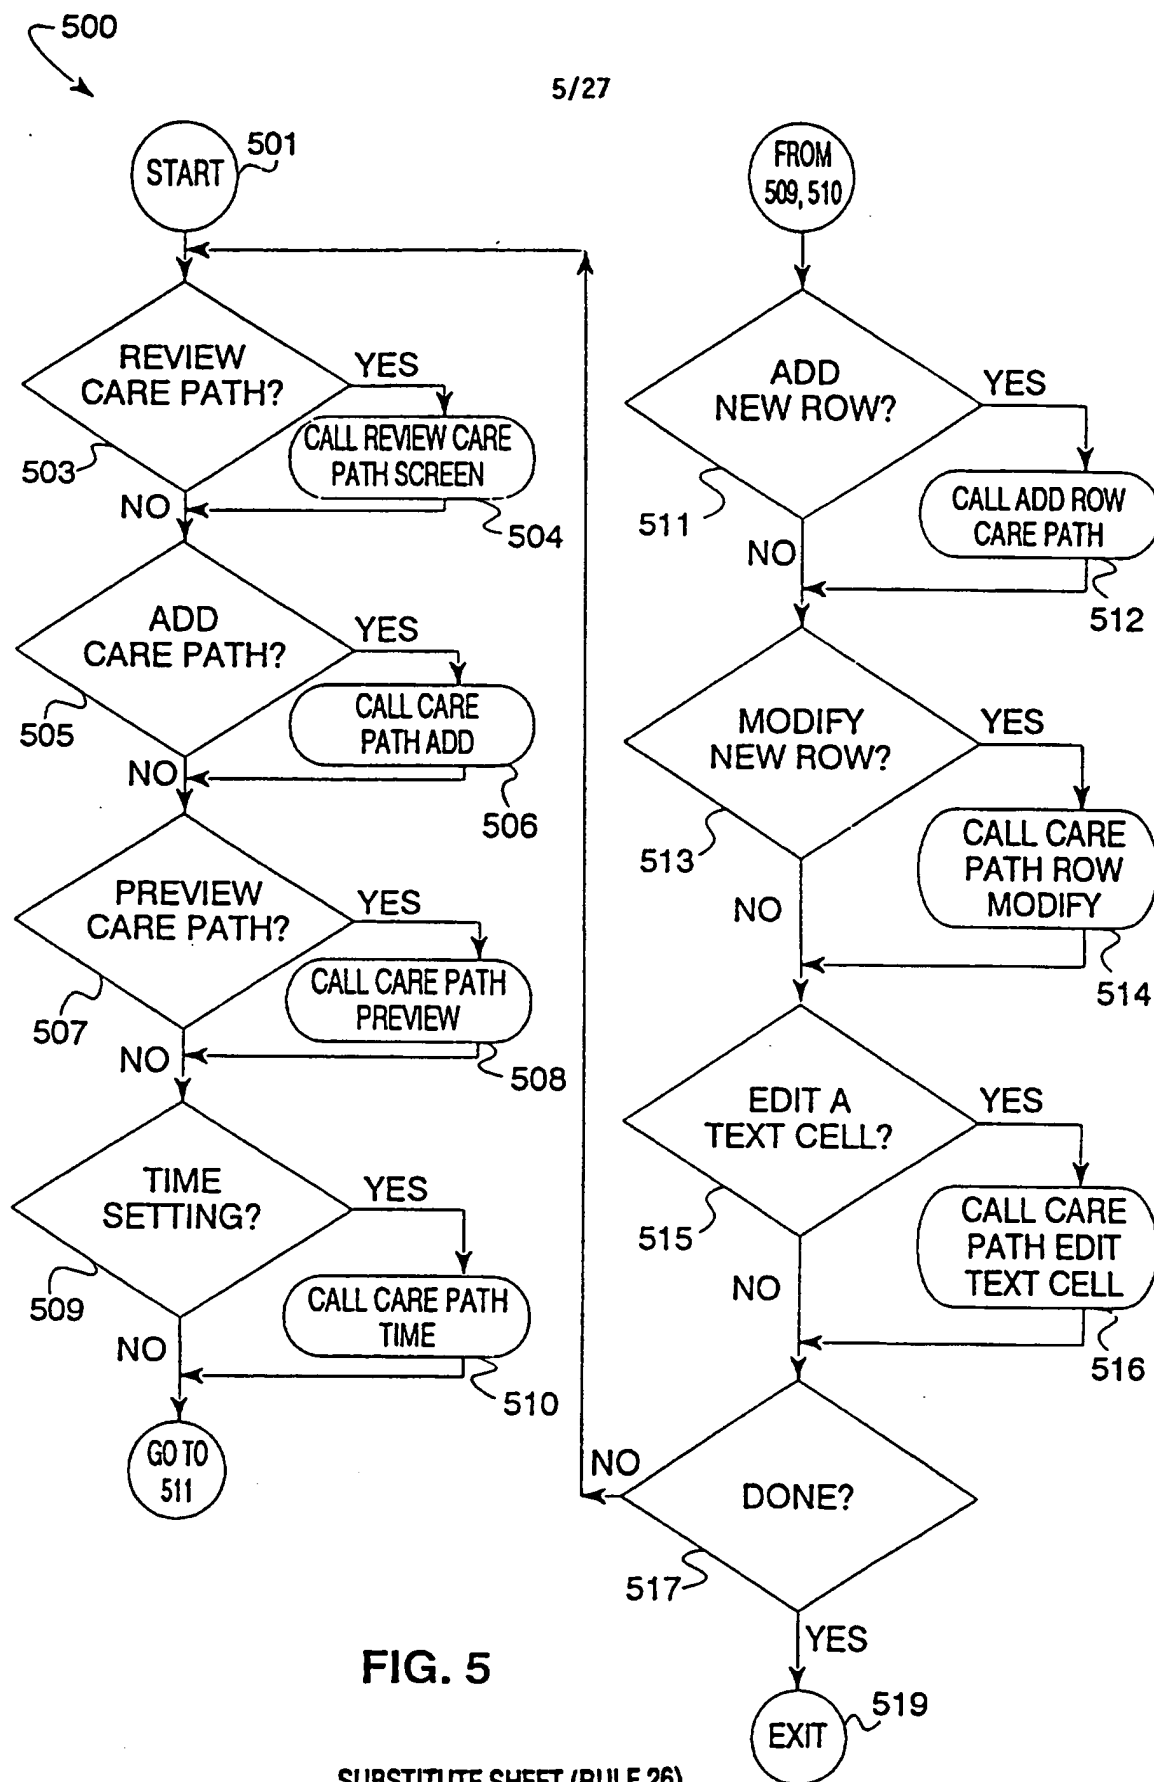 500
5/27
START
501
REVIEW
CARE PATH?
YES
503
CALL REVIEW CARE
PATH SCREEN
NO
504
ADD
CARE PATH?
YES
505
CALL CARE
PATH ADD
NO
506
PREVIEW
CARE PATH?
YES
507
CALL CARE PATH
PREVIEW
NO
508
TIME
SETTING?
YES
509
CALL CARE PATH
TIME
NO
510
GO TO
511
FROM
509, 510
ADD
NEW ROW?
YES
511
CALL ADD ROW
CARE PATH
NO
512
MODIFY
NEW ROW?
YES
513
CALL CARE
PATH ROW
MODIFY
NO
514
EDIT A
TEXT CELL?
YES
515
CALL CARE
PATH EDIT
TEXT CELL
NO
516
DONE?
NO
517
YES
EXIT
519
FIG. 5
SUBSTITUTE SHEET (RULE 26)